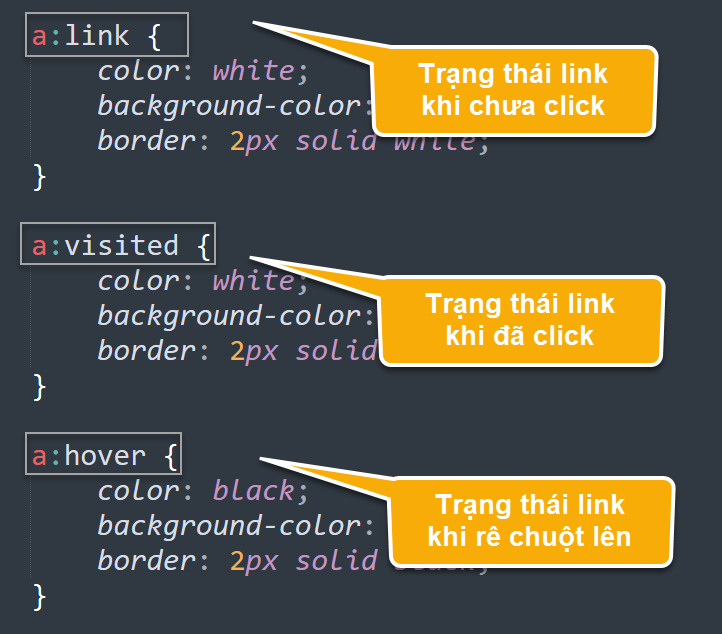 a:link {
Trạng thái link
khi chưa click
color: white;
background-color:
border: 2px solid white;
}
a:visited {
Trạng thái link
khi đã click
color: white;
background-color:
border: 2px solid
}
a:hover {
Trạng thái link
khi rê chuột lên
color: black;
background-color:
border: 2px solid
}